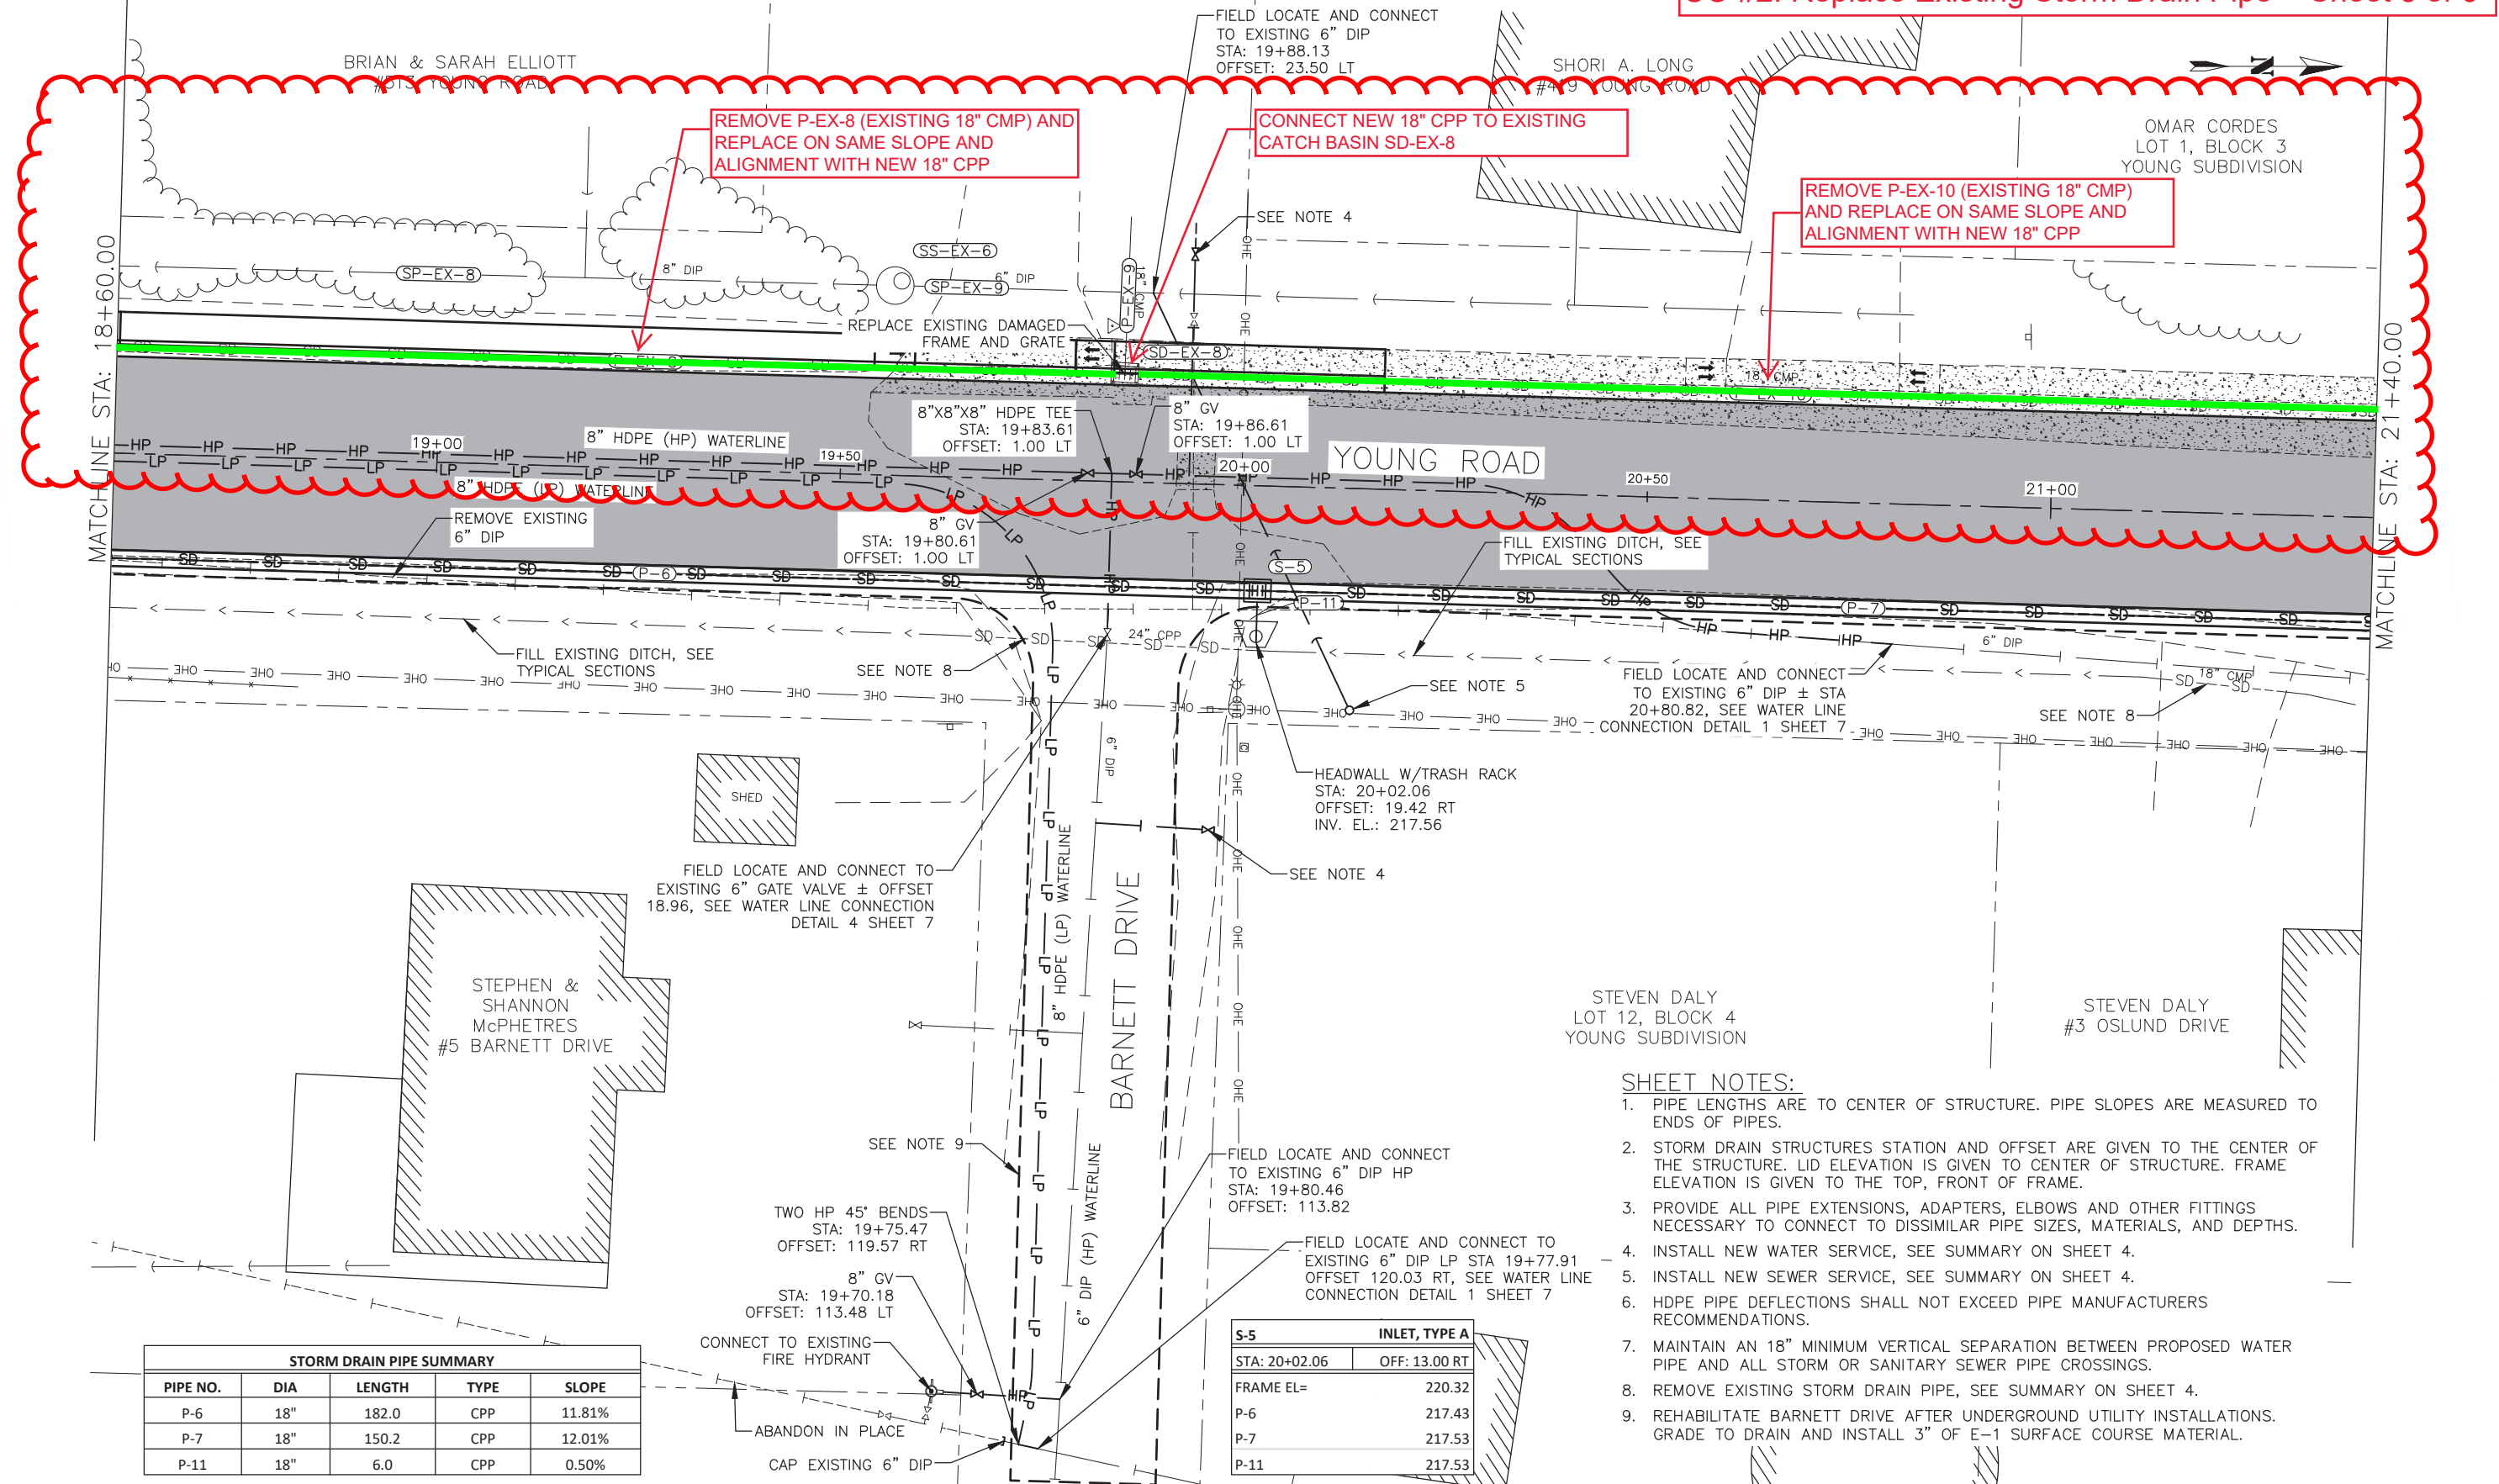 FIELD LOCATE AND CONNECT
TO EXISTING 6" DIP
STA: 19+88.13
OFFSET: 23.50 LT
BRIAN & SARAH ELLIOTT
#513 YOUNG ROAD
SHORI A. LONG
#419 YOUNG ROAD
N
OMAR CORDES
LOT 1, BLOCK 3
YOUNG SUBDIVISION
REMOVE P-EX-8 (EXISTING 18" CMP) AND
REPLACE ON SAME SLOPE AND
ALIGNMENT WITH NEW 18" CPP
CONNECT NEW 18" CPP TO EXISTING
CATCH BASIN SD-EX-8
REMOVE P-EX-10 (EXISTING 18" CMP)
AND REPLACE ON SAME SLOPE AND
ALIGNMENT WITH NEW 18" CPP
SEE NOTE 4
SS-EX-6
SP-EX-8
8" DIP
SP-EX-9
6" DIP
P-EX-6
18" CMP
REPLACE EXISTING DAMAGED
FRAME AND GRATE
SD-EX-8
18" CMP
MATCHLINE STA: 18+60.00
MATCHLINE STA: 21+40.00
8"X8"X8" HDPE TEE
STA: 19+83.61
OFFSET: 1.00 LT
8" GV
STA: 19+86.61
OFFSET: 1.00 LT
19+00
8" HDPE (HP) WATERLINE
19+50
20+00
YOUNG ROAD
20+50
21+00
8" HDPE (LP) WATERLINE
REMOVE EXISTING
6" DIP
8" GV
STA: 19+80.61
OFFSET: 1.00 LT
FILL EXISTING DITCH, SEE
TYPICAL SECTIONS
S-5
P-6
P-11
P-7
24" CPP
6" DIP
FILL EXISTING DITCH, SEE
TYPICAL SECTIONS
SEE NOTE 8
SEE NOTE 5
FIELD LOCATE AND CONNECT
TO EXISTING 6" DIP ± STA
20+80.82, SEE WATER LINE
CONNECTION DETAIL 1 SHEET 7
18" CMP
SEE NOTE 8
SHED
6" DIP
HEADWALL W/TRASH RACK
STA: 20+02.06
OFFSET: 19.42 RT
INV. EL.: 217.56
FIELD LOCATE AND CONNECT TO
EXISTING 6" GATE VALVE ± OFFSET
18.96, SEE WATER LINE CONNECTION
DETAIL 4 SHEET 7
SEE NOTE 4
8" HDPE (LP) WATERLINE
BARNETT DRIVE
STEPHEN &
SHANNON
McPHETRES
#5 BARNETT DRIVE
STEVEN DALY
LOT 12, BLOCK 4
YOUNG SUBDIVISION
STEVEN DALY
#3 OSLUND DRIVE
SEE NOTE 9
6" DIP (HP) WATERLINE
FIELD LOCATE AND CONNECT
TO EXISTING 6" DIP HP
STA: 19+80.46
OFFSET: 113.82
TWO HP 45° BENDS
STA: 19+75.47
OFFSET: 119.57 RT
FIELD LOCATE AND CONNECT TO
EXISTING 6" DIP LP STA 19+77.91
OFFSET 120.03 RT, SEE WATER LINE
CONNECTION DETAIL 1 SHEET 7
8" GV
STA: 19+70.18
OFFSET: 113.48 LT
CONNECT TO EXISTING
FIRE HYDRANT
ABANDON IN PLACE
CAP EXISTING 6" DIP
STORM DRAIN PIPE SUMMARY
PIPE NO. DIA LENGTH TYPE SLOPE
P-6 18" 182.0 CPP 11.81%
P-7 18" 150.2 CPP 12.01%
P-11 18" 6.0 CPP 0.50%
S-5 INLET, TYPE A
STA: 20+02.06 OFF: 13.00 RT
FRAME EL= 220.32
P-6 217.43
P-7 217.53
P-11 217.53
SHEET NOTES:
1. PIPE LENGTHS ARE TO CENTER OF STRUCTURE. PIPE SLOPES ARE MEASURED TO
ENDS OF PIPES.
2. STORM DRAIN STRUCTURES STATION AND OFFSET ARE GIVEN TO THE CENTER OF
THE STRUCTURE. LID ELEVATION IS GIVEN TO CENTER OF STRUCTURE. FRAME
ELEVATION IS GIVEN TO THE TOP, FRONT OF FRAME.
3. PROVIDE ALL PIPE EXTENSIONS, ADAPTERS, ELBOWS AND OTHER FITTINGS
NECESSARY TO CONNECT TO DISSIMILAR PIPE SIZES, MATERIALS, AND DEPTHS.
4. INSTALL NEW WATER SERVICE, SEE SUMMARY ON SHEET 4.
5. INSTALL NEW SEWER SERVICE, SEE SUMMARY ON SHEET 4.
6. HDPE PIPE DEFLECTIONS SHALL NOT EXCEED PIPE MANUFACTURERS
RECOMMENDATIONS.
7. MAINTAIN AN 18" MINIMUM VERTICAL SEPARATION BETWEEN PROPOSED WATER
PIPE AND ALL STORM OR SANITARY SEWER PIPE CROSSINGS.
8. REMOVE EXISTING STORM DRAIN PIPE, SEE SUMMARY ON SHEET 4.
9. REHABILITATE BARNETT DRIVE AFTER UNDERGROUND UTILITY INSTALLATIONS.
GRADE TO DRAIN AND INSTALL 3" OF E-1 SURFACE COURSE MATERIAL.